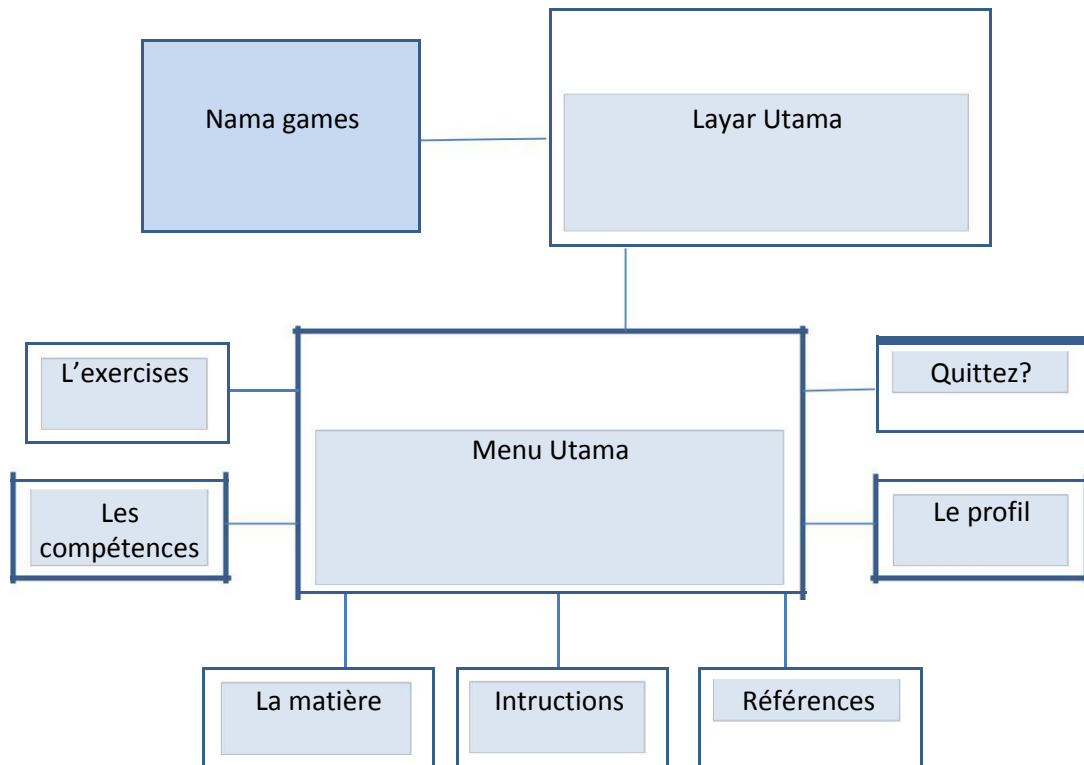 Nama games
Layar Utama
L’exercises
Quittez?
Menu Utama
Les
compétences
Le profil
La matière
Intructions
Références